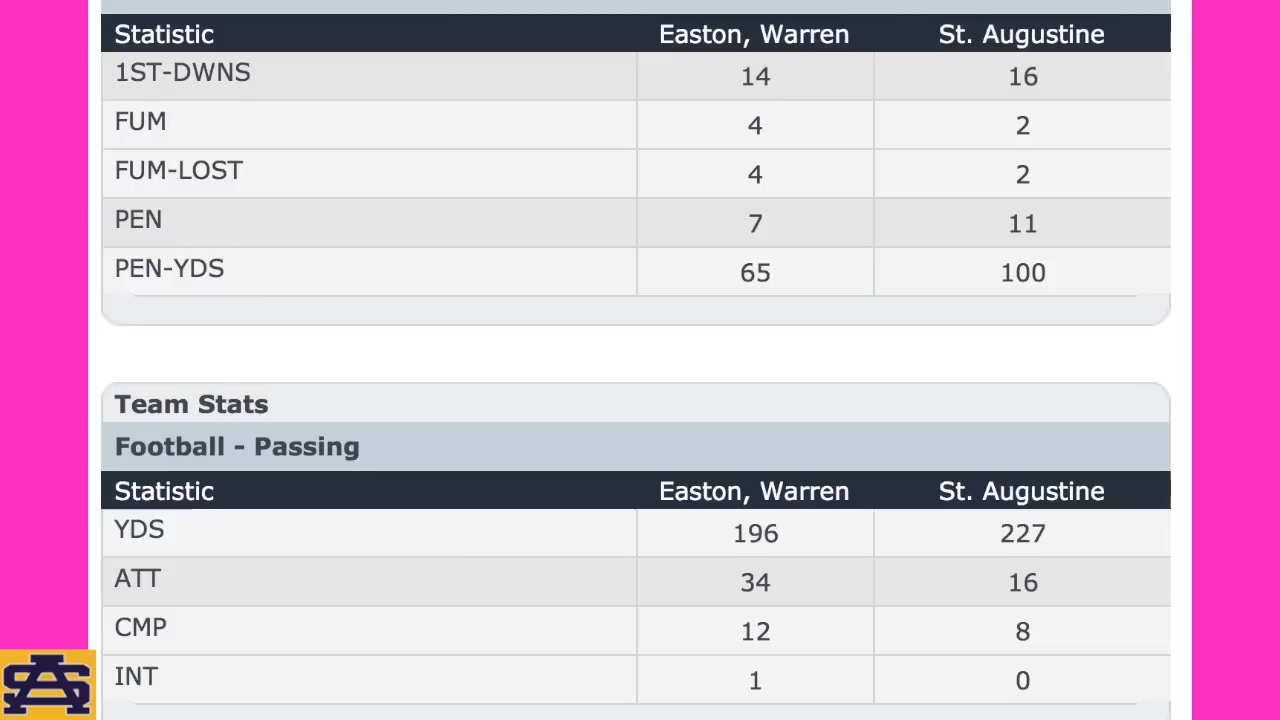 Statistic Easton, Warren St. Augustine
1ST-DWNS 14 16
FUM 4 2
FUM-LOST 4 2
PEN 7 11
PEN-YDS 65 100
Team Stats
Football - Passing
Statistic Easton, Warren St. Augustine
YDS 196 227
ATT 34 16
CMP 12 8
INT 1 0